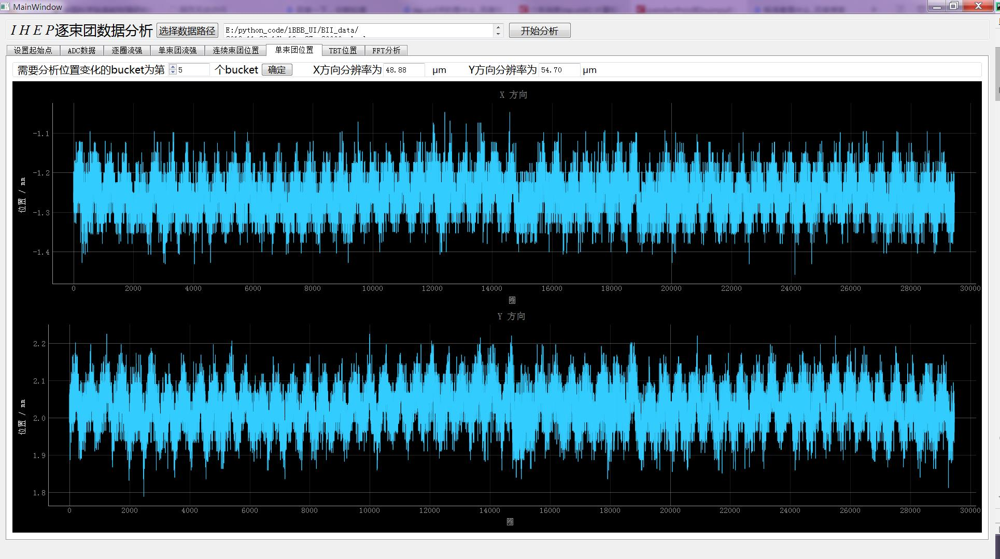 MainWindow
IHEP逐束团数据分析 选择数据路径 E:/python_code/1BBB_UI/BII_data/ 开始分析
设置起始点 ADC数据 逐圈流强 单束团流强 连续束团位置 单束团位置 TBT位置 FFT分析
需要分析位置变化的bucket为第 5 个bucket 确定 X方向分辨率为 48.88 μm Y方向分辨率为 54.70 μm
X 方向
-1.1
-1.2
-1.3
-1.4
位置 / mm
0 2000 4000 6000 8000 10000 12000 14000 16000 18000 20000 22000 24000 26000 28000 30000
圈
Y 方向
2.2
2.1
2.0
1.9
1.8
位置 / mm
0 2000 4000 6000 8000 10000 12000 14000 16000 18000 20000 22000 24000 26000 28000 30000
圈